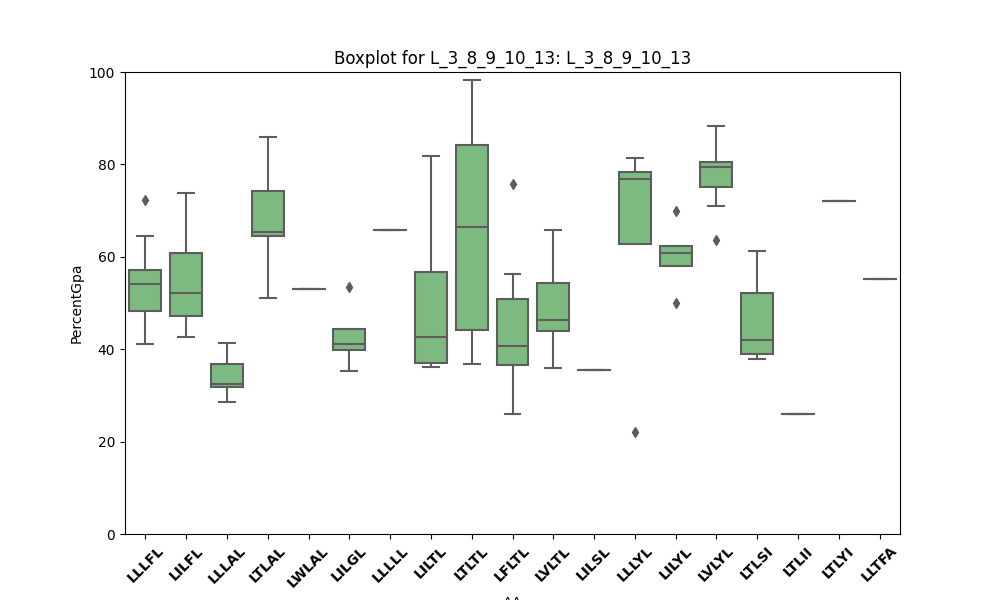 Boxplot for L_3_8_9_10_13: L_3_8_9_10_13
PercentGpa
100
80
60
40
20
0
LLLFL
LILFL
LLLAL
LTLAL
LWLAL
LILGL
LLLLL
LILTL
LTLTL
LFLTL
LVLTL
LILSL
LLLYL
LILYL
LVLYL
LTLSI
LTLII
LTLYI
LLTFA